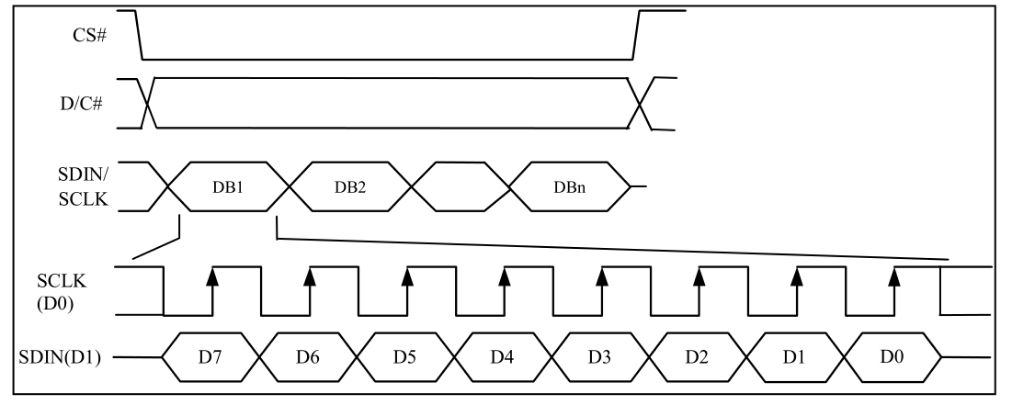 CS#
D/C#
SDIN/
SCLK
DB1 DB2 DBn
SCLK
(D0)
SDIN(D1) D7 D6 D5 D4 D3 D2 D1 D0